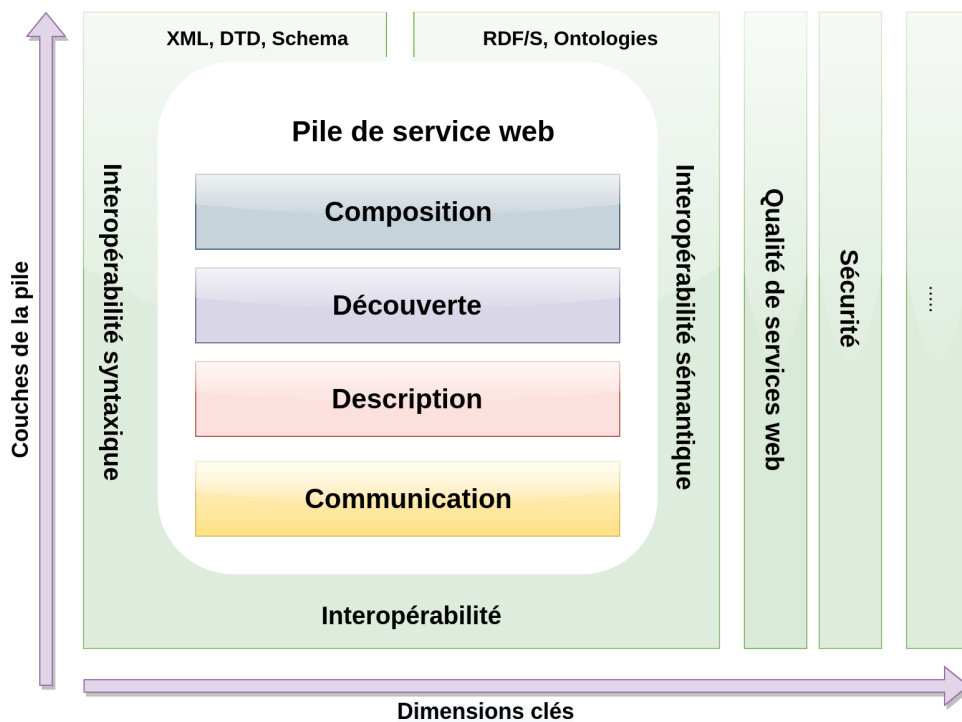 XML, DTD, Schema
RDF/S, Ontologies
Pile de service web
Composition
Découverte
Description
Communication
Interopérabilité
Interopérabilité syntaxique
Interopérabilité sémantique
Qualité de services web
Sécurité
......
Couches de la pile
Dimensions clés